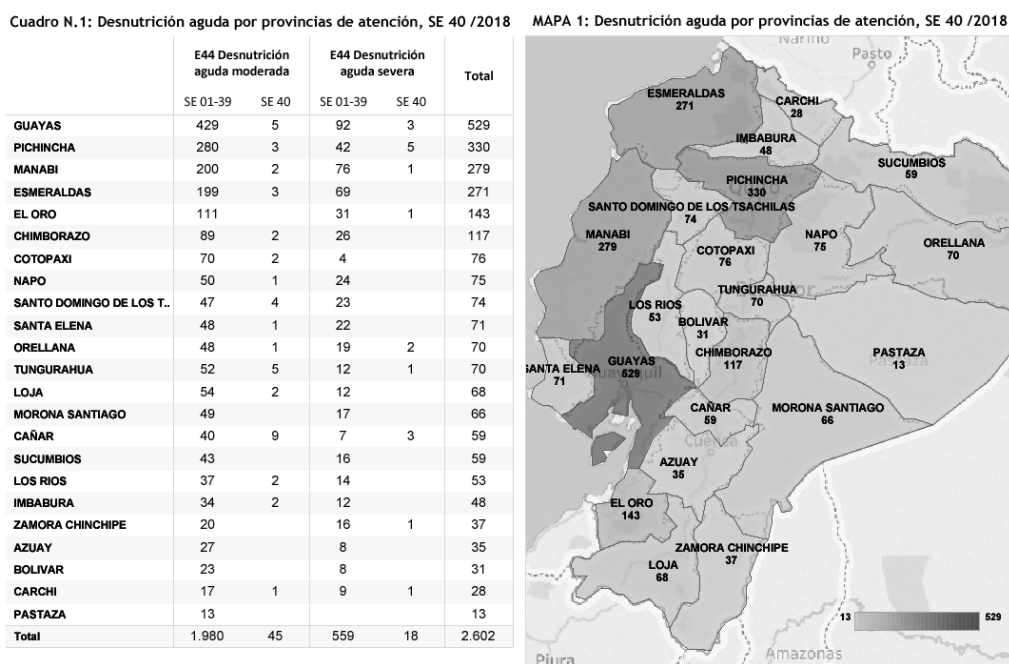 Cuadro N.1: Desnutrición aguda por provincias de atención, SE 40 /2018
E44 Desnutrición aguda moderada E44 Desnutrición aguda severa Total
SE 01-39 SE 40 SE 01-39 SE 40
GUAYAS 429 5 92 3 529
PICHINCHA 280 3 42 5 330
MANABI 200 2 76 1 279
ESMERALDAS 199 3 69 271
EL ORO 111 31 1 143
CHIMBORAZO 89 2 26 117
COTOPAXI 70 2 4 76
NAPO 50 1 24 75
SANTO DOMINGO DE LOS T.. 47 4 23 74
SANTA ELENA 48 1 22 71
ORELLANA 48 1 19 2 70
TUNGURAHUA 52 5 12 1 70
LOJA 54 2 12 68
MORONA SANTIAGO 49 17 66
CAÑAR 40 9 7 3 59
SUCUMBIOS 43 16 59
LOS RIOS 37 2 14 53
IMBABURA 34 2 12 48
ZAMORA CHINCHIPE 20 16 1 37
AZUAY 27 8 35
BOLIVAR 23 8 31
CARCHI 17 1 9 1 28
PASTAZA 13 13
Total 1.980 45 559 18 2.602
MAPA 1: Desnutrición aguda por provincias de atención, SE 40 /2018
Nariño
Pasto
ESMERALDAS
271
CARCHI
28
IMBABURA
48
SUCUMBIOS
59
PICHINCHA
330
SANTO DOMINGO DE LOS TSACHILAS
74
MANABI
279
NAPO
75
ORELLANA
70
COTOPAXI
76
TUNGURAHUA
70
LOS RIOS
53
BOLIVAR
31
CHIMBORAZO
117
PASTAZA
13
GUAYAS
529
SANTA ELENA
71
CAÑAR
59
MORONA SANTIAGO
66
Cuenca
AZUAY
35
EL ORO
143
ZAMORA CHINCHIPE
37
LOJA
68
13 529
Piura
Amazonas